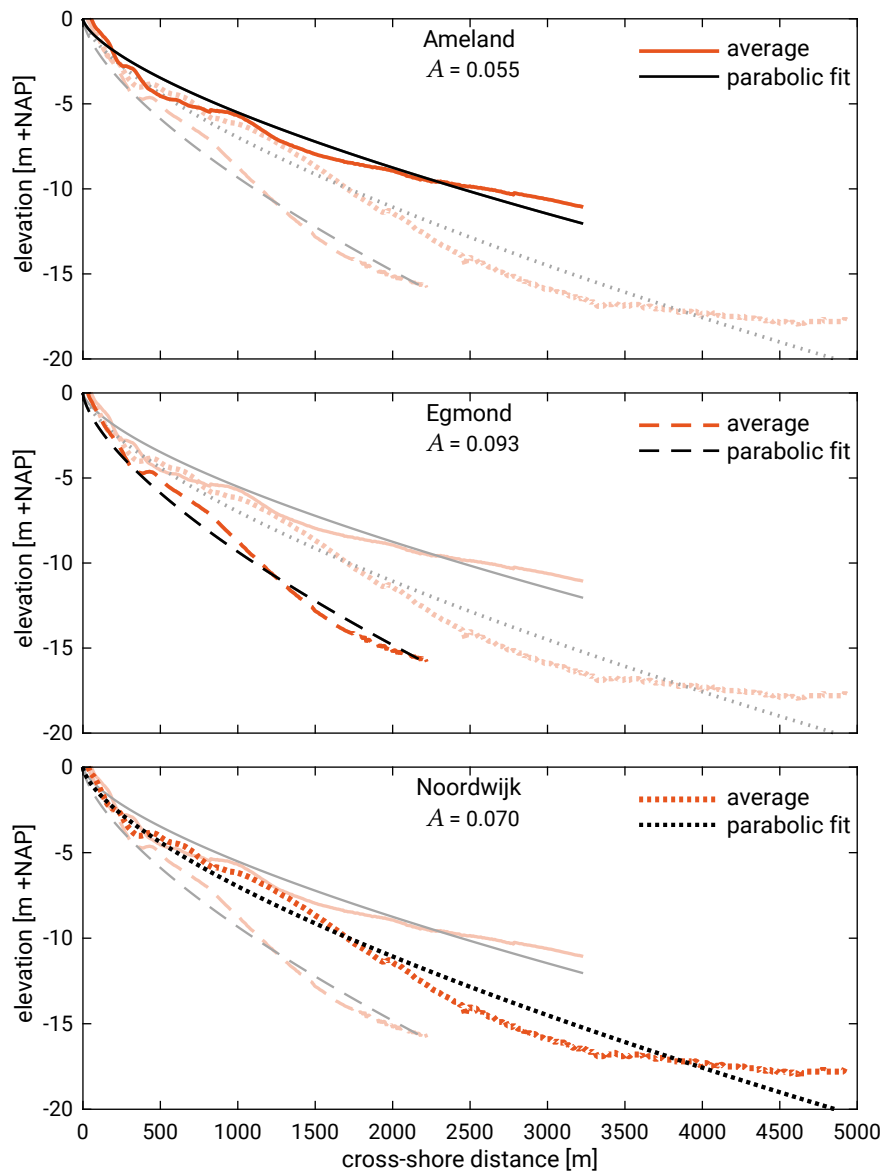 0
-5
-10
-15
-20
elevation [m +NAP]
Ameland
A = 0.055
average
parabolic fit
0
-5
-10
-15
-20
elevation [m +NAP]
Egmond
A = 0.093
average
parabolic fit
0
-5
-10
-15
-20
elevation [m +NAP]
Noordwijk
A = 0.070
average
parabolic fit
0 500 1000 1500 2000 2500 3000 3500 4000 4500 5000
cross-shore distance [m]